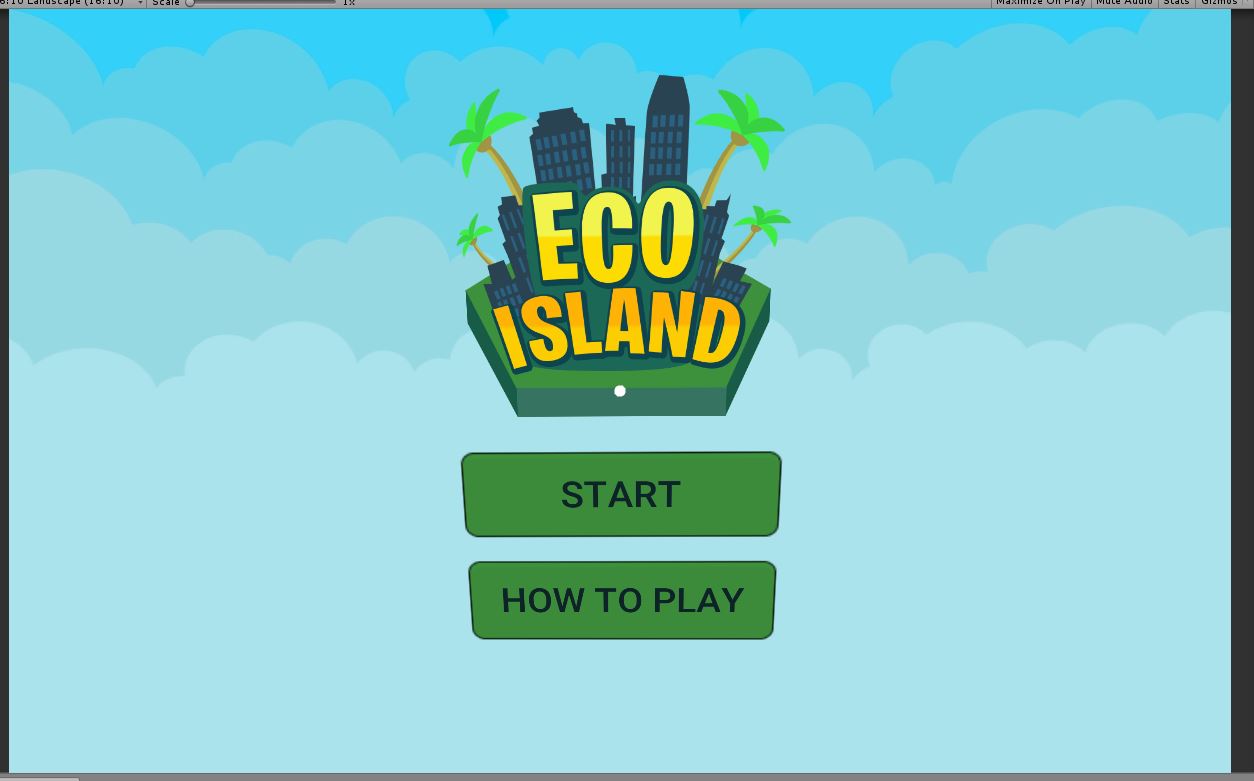 6:10 Landscape (16:10) Scale 1x Maximize On Play Mute Audio Stats Gizmos
ECO
ISLAND
START
HOW TO PLAY